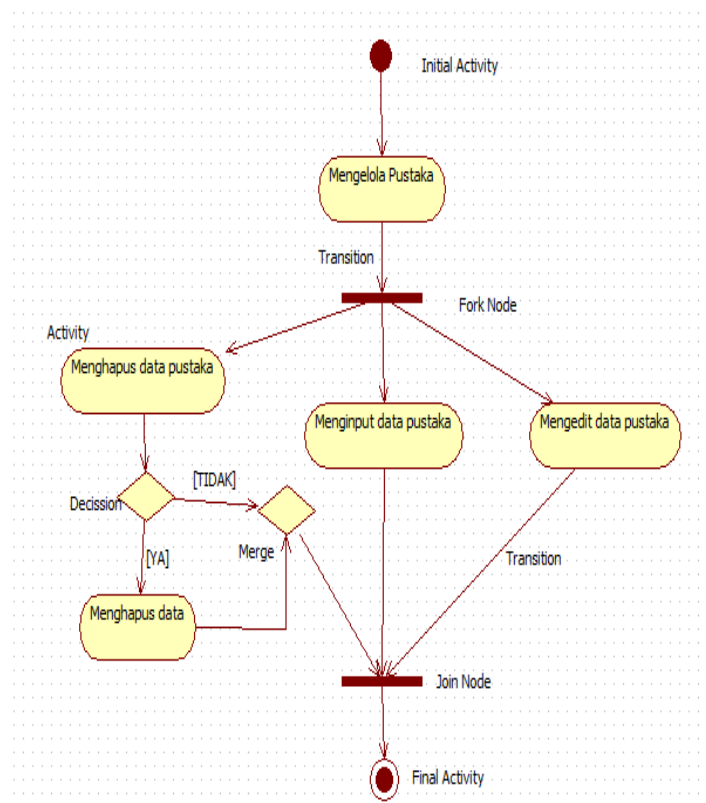 Initial Activity
Mengelola Pustaka
Transition
Fork Node
Activity
Menghapus data pustaka
Menginput data pustaka
Mengedit data pustaka
[TIDAK]
Decission
Merge
[YA]
Transition
Menghapus data
Join Node
Final Activity